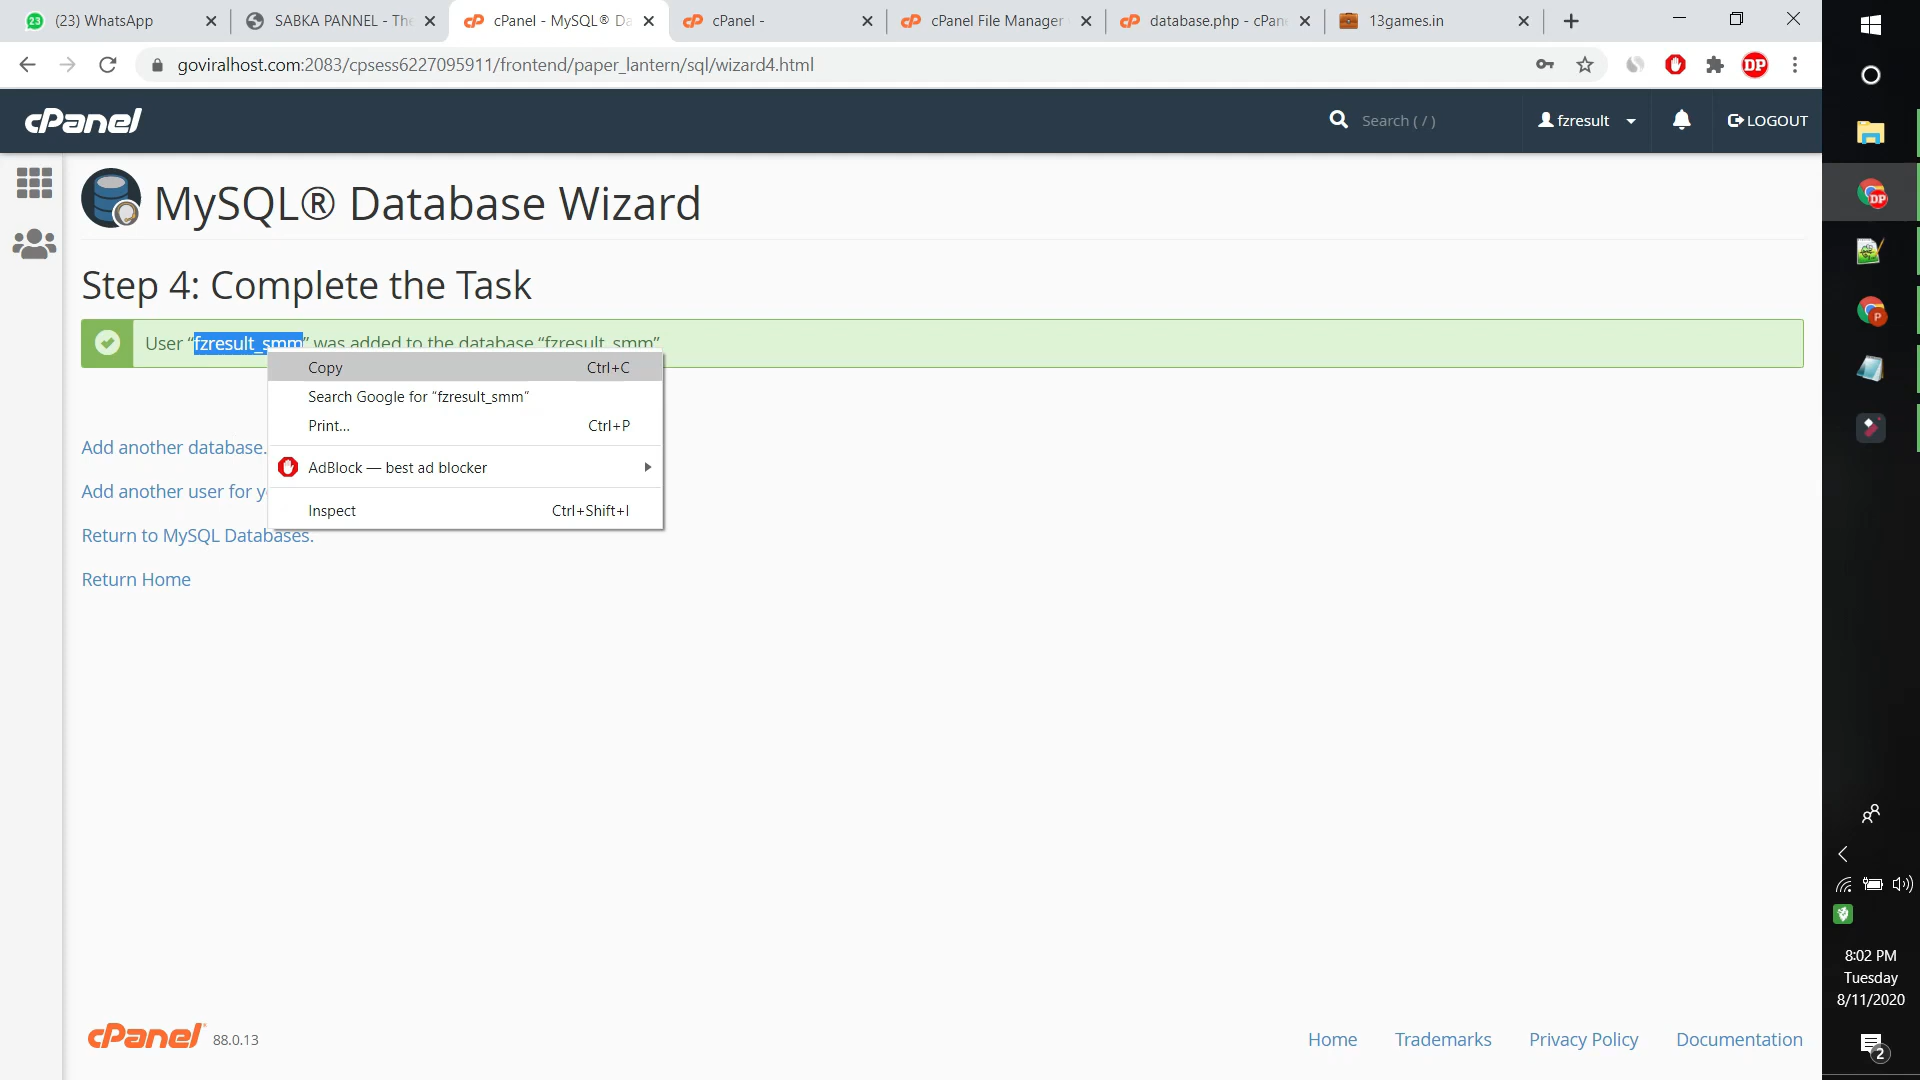 (23) WhatsApp
SABKA PANNEL - The
cPanel - MySQL® Da
cPanel -
cPanel File Manager
database.php - cPan
13games.in
goviralhost.com:2083/cpsess6227095911/frontend/paper_lantern/sql/wizard4.html
DP
cPanel
Search ( / )
fzresult
LOGOUT
MySQL® Database Wizard
Step 4: Complete the Task
User “fzresult_smm” was added to the database “fzresult_smm”.
Copy Ctrl+C
Search Google for “fzresult_smm”
Print... Ctrl+P
AdBlock — best ad blocker
Inspect Ctrl+Shift+I
Add another database.
Add another user for y
Return to MySQL Databases.
Return Home
8:02 PM
Tuesday
8/11/2020
2
cPanel 88.0.13
Home
Trademarks
Privacy Policy
Documentation